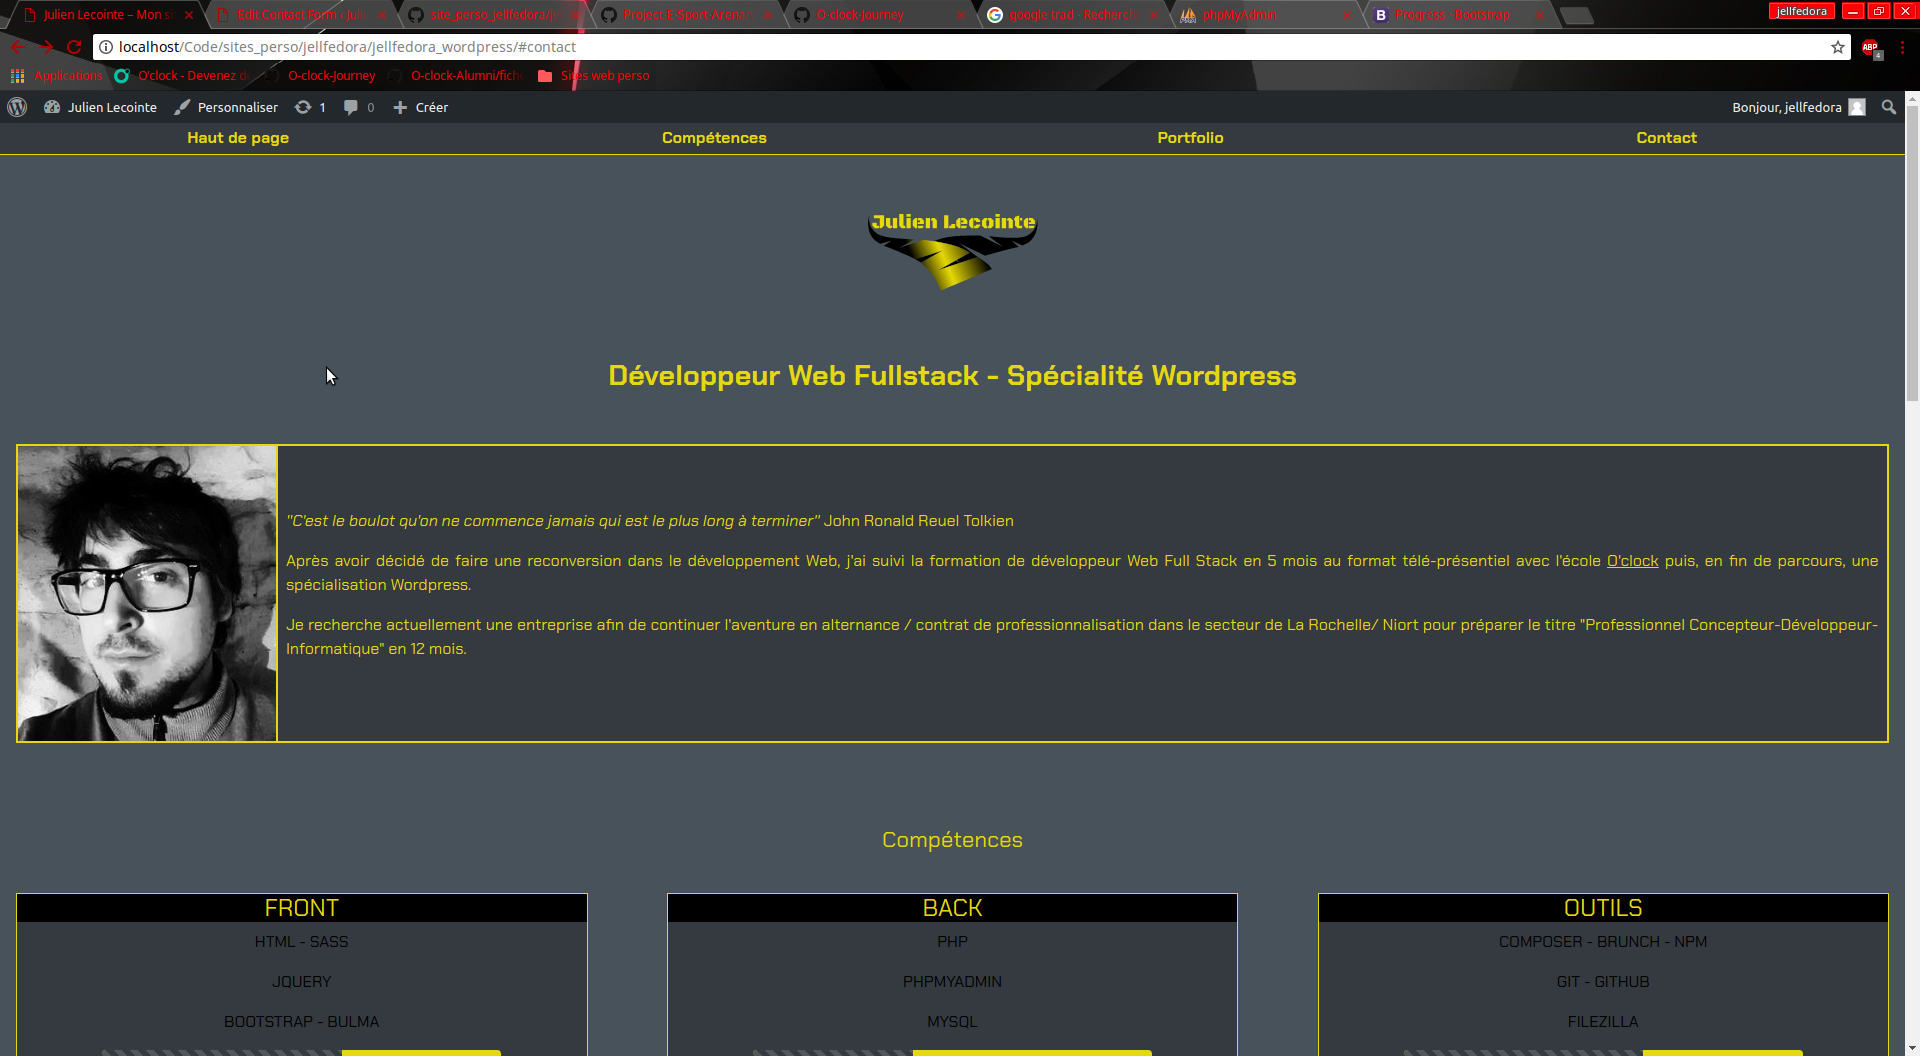 Julien Lecointe – Mon s
Edit Contact Form ‹ Juli
site_perso_jellfedora/je
Project-E-Sport-Arena/
O-clock-Journey
google trad - Recherch
phpMyAdmin
Progress · Bootstrap
jellfedora
localhost/Code/sites_perso/jellfedora/jellfedora_wordpress/#contact
ABP
4
Applications
O'clock - Devenez d
O-clock-Journey
O-clock-Alumni/fich
Sites web perso
Julien Lecointe
Personnaliser
1
0
Créer
Bonjour, jellfedora
Haut de page
Compétences
Portfolio
Contact
Julien Lecointe
Développeur Web Fullstack - Spécialité Wordpress
"C'est le boulot qu'on ne commence jamais qui est le plus long à terminer" John Ronald Reuel Tolkien
Après avoir décidé de faire une reconversion dans le développement Web, j'ai suivi la formation de développeur Web Full Stack en 5 mois au format télé-présentiel avec l'école O'clock puis, en fin de parcours, une
spécialisation Wordpress.
Je recherche actuellement une entreprise afin de continuer l'aventure en alternance / contrat de professionnalisation dans le secteur de La Rochelle/ Niort pour préparer le titre "Professionnel Concepteur-Développeur-
Informatique" en 12 mois.
Compétences
FRONT
HTML - SASS
JQUERY
BOOTSTRAP - BULMA
BACK
PHP
PHPMYADMIN
MYSQL
OUTILS
COMPOSER - BRUNCH - NPM
GIT - GITHUB
FILEZILLA